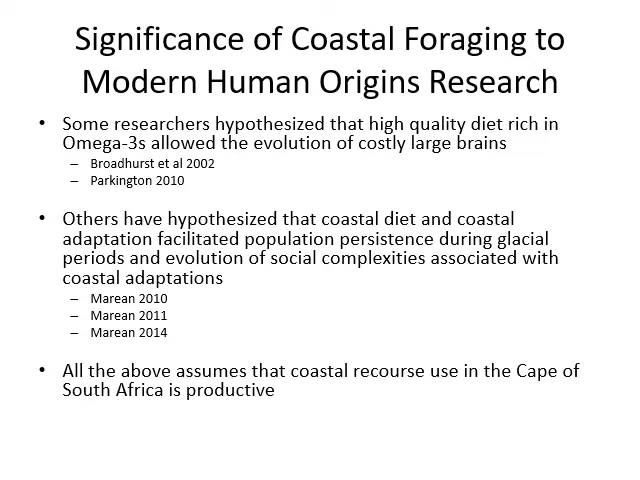 Significance of Coastal Foraging to
Modern Human Origins Research
• Some researchers hypothesized that high quality diet rich in
Omega-3s allowed the evolution of costly large brains
– Broadhurst et al 2002
– Parkington 2010
• Others have hypothesized that coastal diet and coastal
adaptation facilitated population persistence during glacial
periods and evolution of social complexities associated with
coastal adaptations
– Marean 2010
– Marean 2011
– Marean 2014
• All the above assumes that coastal recourse use in the Cape of
South Africa is productive